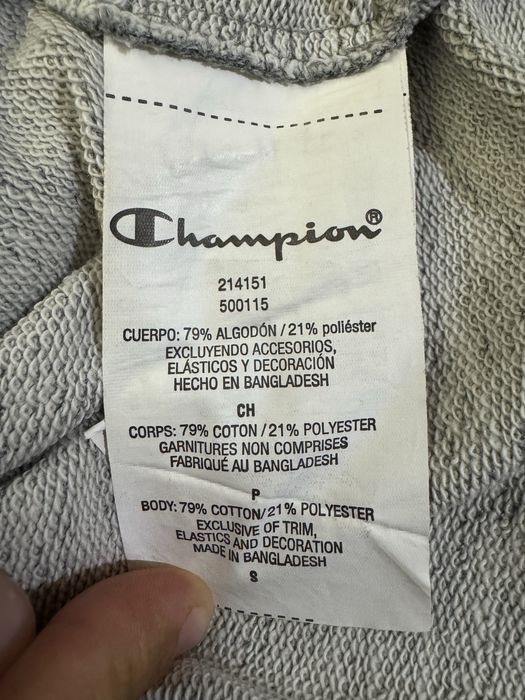 Champion®
214151
500115
CUERPO: 79% ALGODÓN / 21% poliéster
EXCLUYENDO ACCESORIOS,
ELÁSTICOS Y DECORACIÓN
HECHO EN BANGLADESH
CH
CORPS: 79% COTON / 21% POLYESTER
GARNITURES NON COMPRISES
FABRIQUÉ AU BANGLADESH
P
BODY: 79% COTTON / 21% POLYESTER
EXCLUSIVE OF TRIM,
ELASTICS AND DECORATION
MADE IN BANGLADESH
S